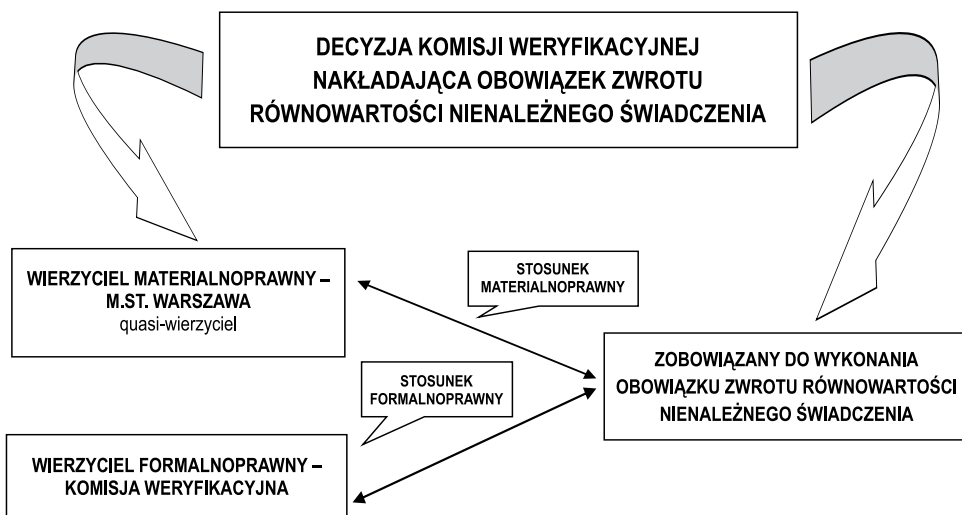 DECYZJA KOMISJI WERYFIKACYJNEJ
NAKŁADAJĄCA OBOWIĄZEK ZWROTU
RÓWNOWARTOŚCI NIENALEŻNEGO ŚWIADCZENIA
STOSUNEK
MATERIALNOPRAWNY
WIERZYCIEL MATERIALNOPRAWNY –
M.ST. WARSZAWA
quasi-wierzyciel
ZOBOWIĄZANY DO WYKONANIA
OBOWIĄZKU ZWROTU RÓWNOWARTOŚCI
NIENALEŻNEGO ŚWIADCZENIA
STOSUNEK
FORMALNOPRAWNY
WIERZYCIEL FORMALNOPRAWNY –
KOMISJA WERYFIKACYJNA